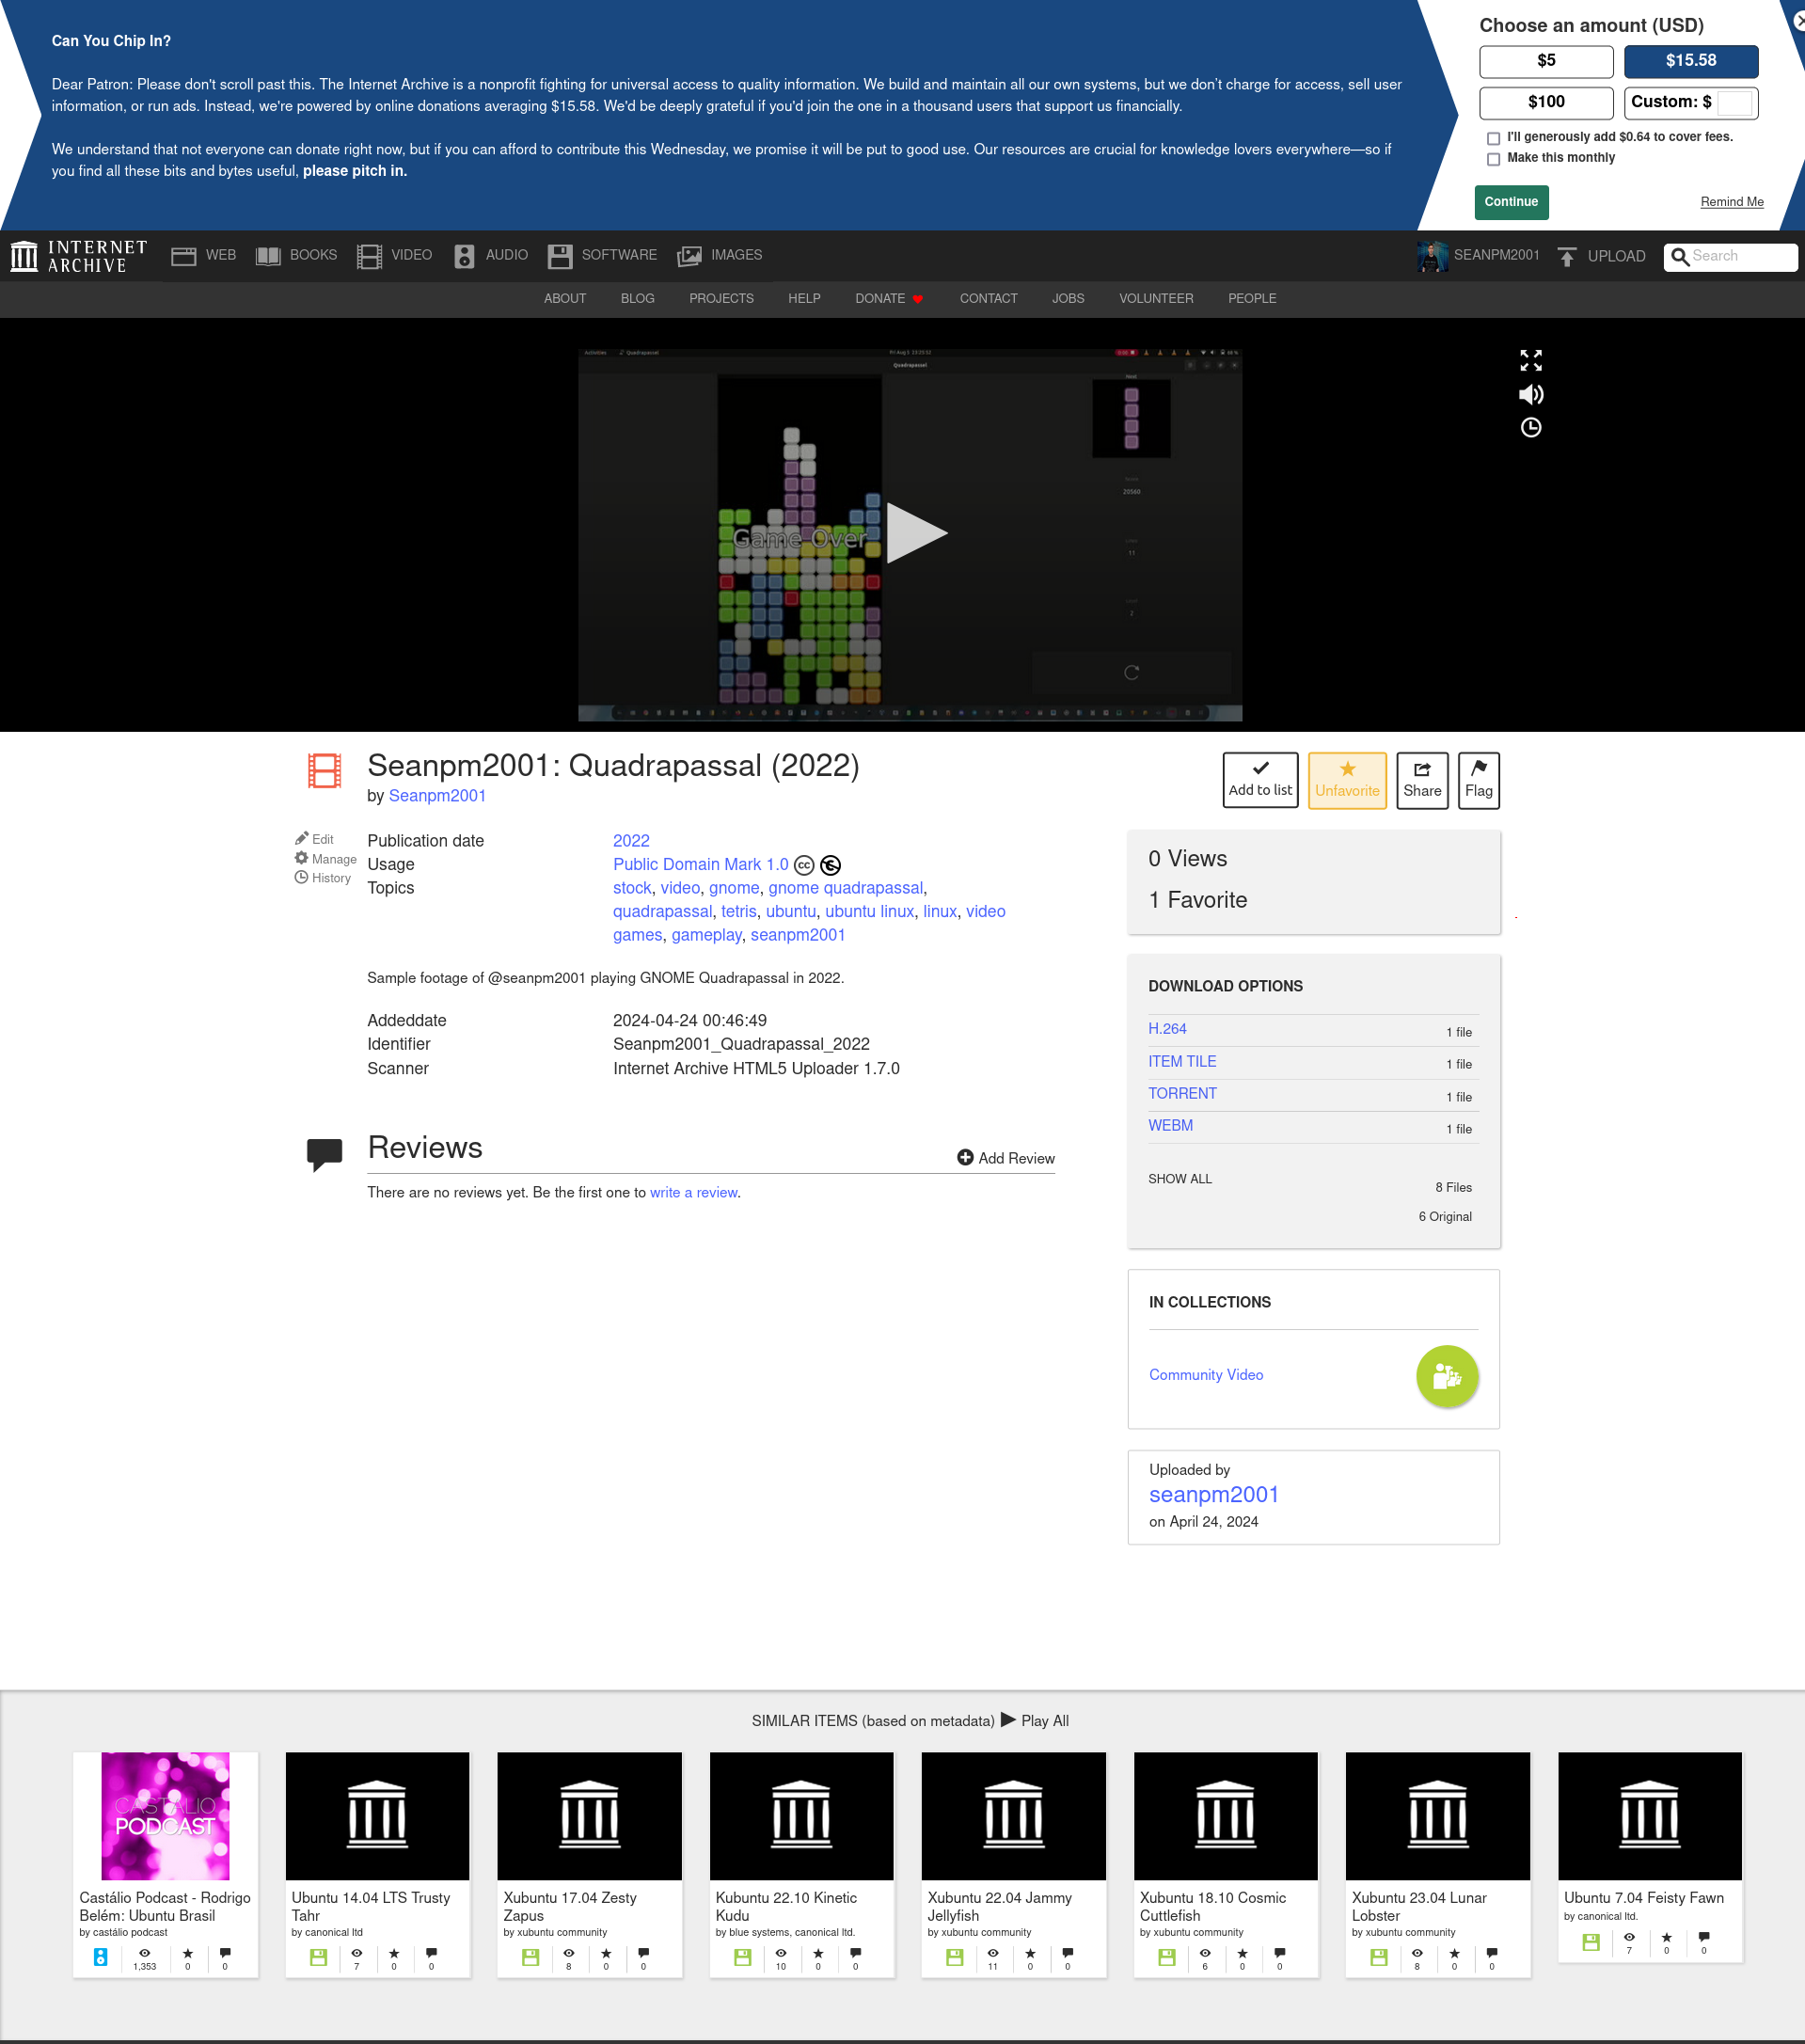 Can You Chip In?
Dear Patron: Please don't scroll past this. The Internet Archive is a nonprofit fighting for universal access to quality information. We build and maintain all our own systems, but we don't charge for access, sell user
information, or run ads. Instead, we're powered by online donations averaging $15.58. We'd be deeply grateful if you'd join the one in a thousand users that support us financially.
We understand that not everyone can donate right now, but if you can afford to contribute this Wednesday, we promise it will be put to good use. Our resources are crucial for knowledge lovers everywhere—so if
you find all these bits and bytes useful, please pitch in.
Choose an amount (USD)
$5 $15.58
$100 Custom: $
I'll generously add $0.64 to cover fees.
Make this monthly
Continue Remind Me
INTERNET
ARCHIVE
WEB BOOKS VIDEO AUDIO SOFTWARE IMAGES SEANPM2001 UPLOAD Search
ABOUT BLOG PROJECTS HELP DONATE CONTACT JOBS VOLUNTEER PEOPLE
Activities Quadrapassel Fri Aug 5
Quadrapassel
Next
Score
20560
Game Over
11
2
Seanpm2001: Quadrapassal (2022)
by Seanpm2001
Add to list Unfavorite Share Flag
Edit
Manage
History
Publication date 2022
Usage Public Domain Mark 1.0 cc
Topics stock, video, gnome, gnome quadrapassal,
quadrapassal, tetris, ubuntu, ubuntu linux, linux, video
games, gameplay, seanpm2001
Sample footage of @seanpm2001 playing GNOME Quadrapassal in 2022.
Addeddate 2024-04-24 00:46:49
Identifier Seanpm2001_Quadrapassal_2022
Scanner Internet Archive HTML5 Uploader 1.7.0
Reviews
Add Review
There are no reviews yet. Be the first one to write a review.
0 Views
1 Favorite
DOWNLOAD OPTIONS
H.264 1 file
ITEM TILE 1 file
TORRENT 1 file
WEBM 1 file
SHOW ALL 8 Files
6 Original
IN COLLECTIONS
Community Video
Uploaded by
seanpm2001
on April 24, 2024
SIMILAR ITEMS (based on metadata) Play All
CASTALIO
PODCAST
Castálio Podcast - Rodrigo
Belém: Ubuntu Brasil
by castálio podcast
1,353 0 0
Ubuntu 14.04 LTS Trusty
Tahr
by canonical ltd
7 0 0
Xubuntu 17.04 Zesty
Zapus
by xubuntu community
8 0 0
Kubuntu 22.10 Kinetic
Kudu
by blue systems, canonical ltd.
10 0 0
Xubuntu 22.04 Jammy
Jellyfish
by xubuntu community
11 0 0
Xubuntu 18.10 Cosmic
Cuttlefish
by xubuntu community
6 0 0
Xubuntu 23.04 Lunar
Lobster
by xubuntu community
8 0 0
Ubuntu 7.04 Feisty Fawn
by canonical ltd.
7 0 0